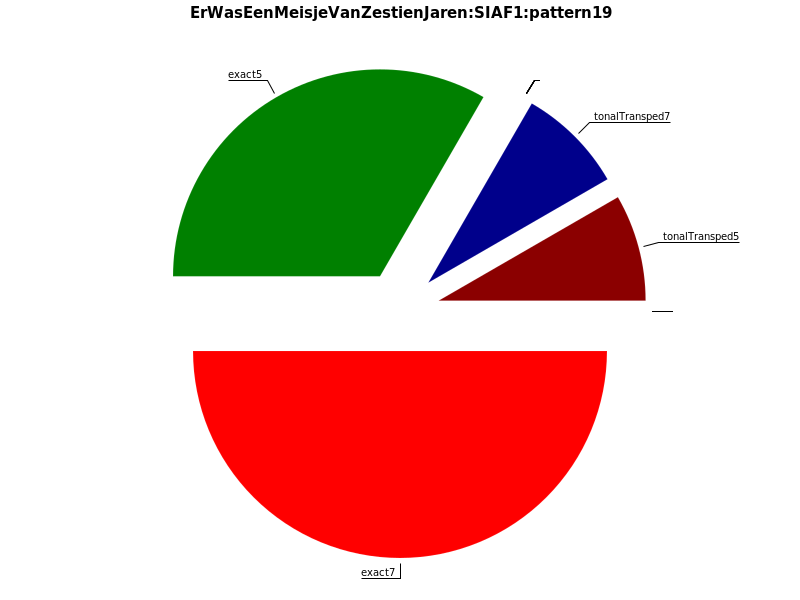 ErWasEenMeisjeVanZestienJaren:SIAF1:pattern19
exact5
tonalTransped7
tonalTransped5
exact7